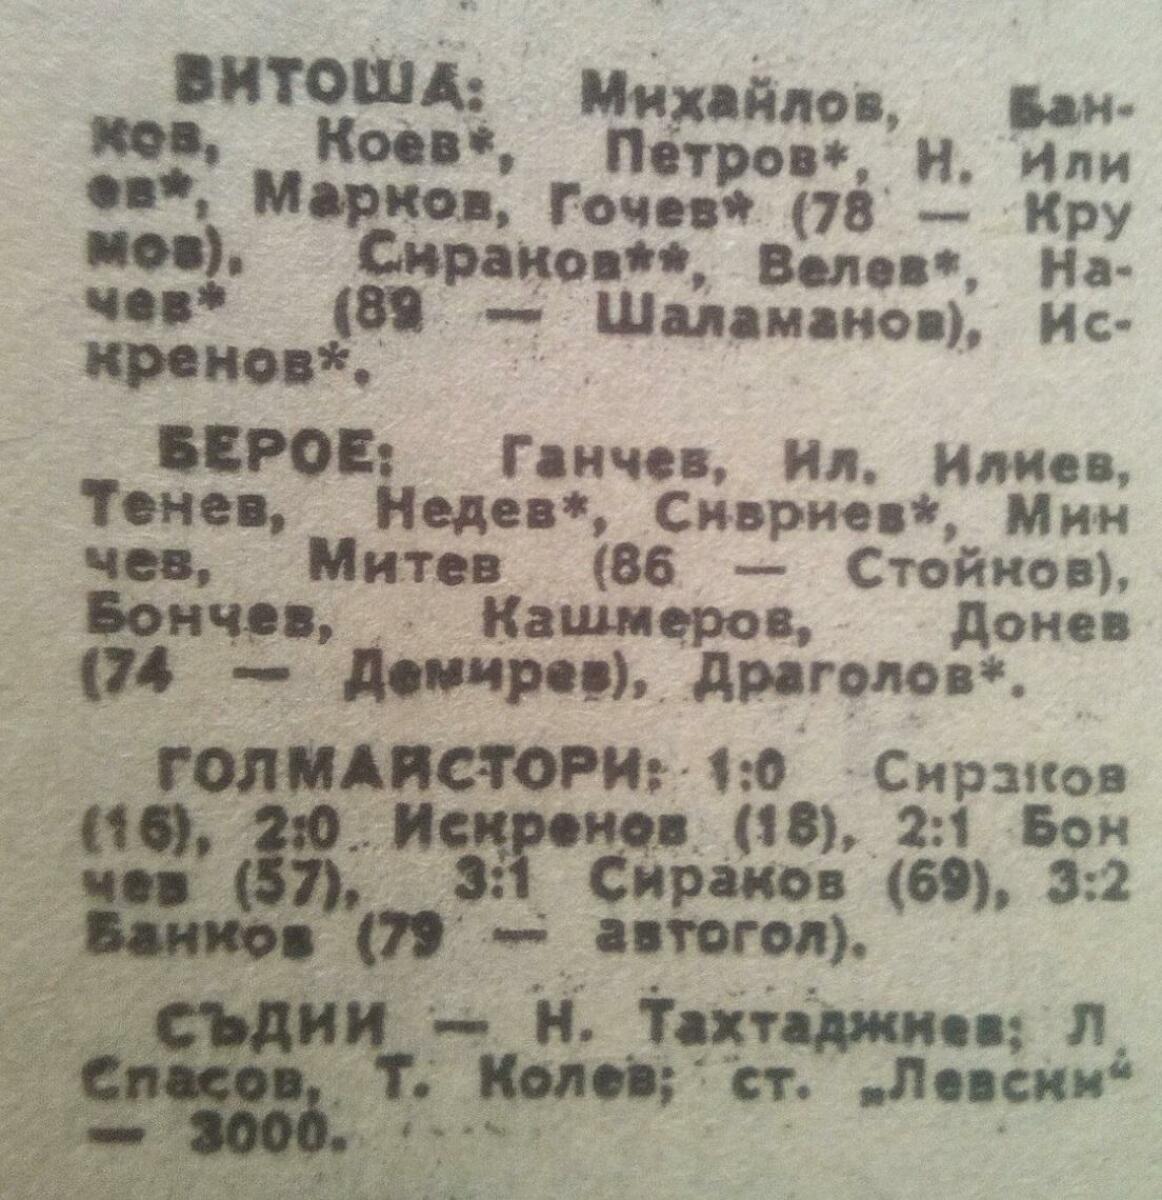 ВИТОША: Михайлов, Бан-
ков, Коев*, Петров*, Н. Или
ев*, Марков, Гочев* (78 — Кру
мов), Сираков**, Велев*, На-
чев* (89 — Шаламанов), Ис-
кренов*.
БЕРОЕ: Ганчев, Ил. Илиев,
Тенев, Недев*, Сивриев*, Мин
чев, Митев (86 — Стойков),
Бончев, Кашмеров, Донев
(74 — Демирев), Драголов*.
ГОЛМАЙСТОРИ: 1:0 Сираков
(16), 2:0 Искренов (18), 2:1 Бон
чев (57), 3:1 Сираков (69), 3:2
Банков (79 — автогол).
СЪДИИ — Н. Тахтаджиев; Л
Спасов, Т. Колев; ст. „Левски“
— 3000.